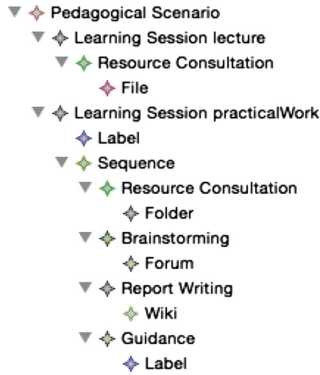 Pedagogical Scenario
Learning Session lecture
Resource Consultation
File
Learning Session practicalWork
Label
Sequence
Resource Consultation
Folder
Brainstorming
Forum
Report Writing
Wiki
Guidance
Label